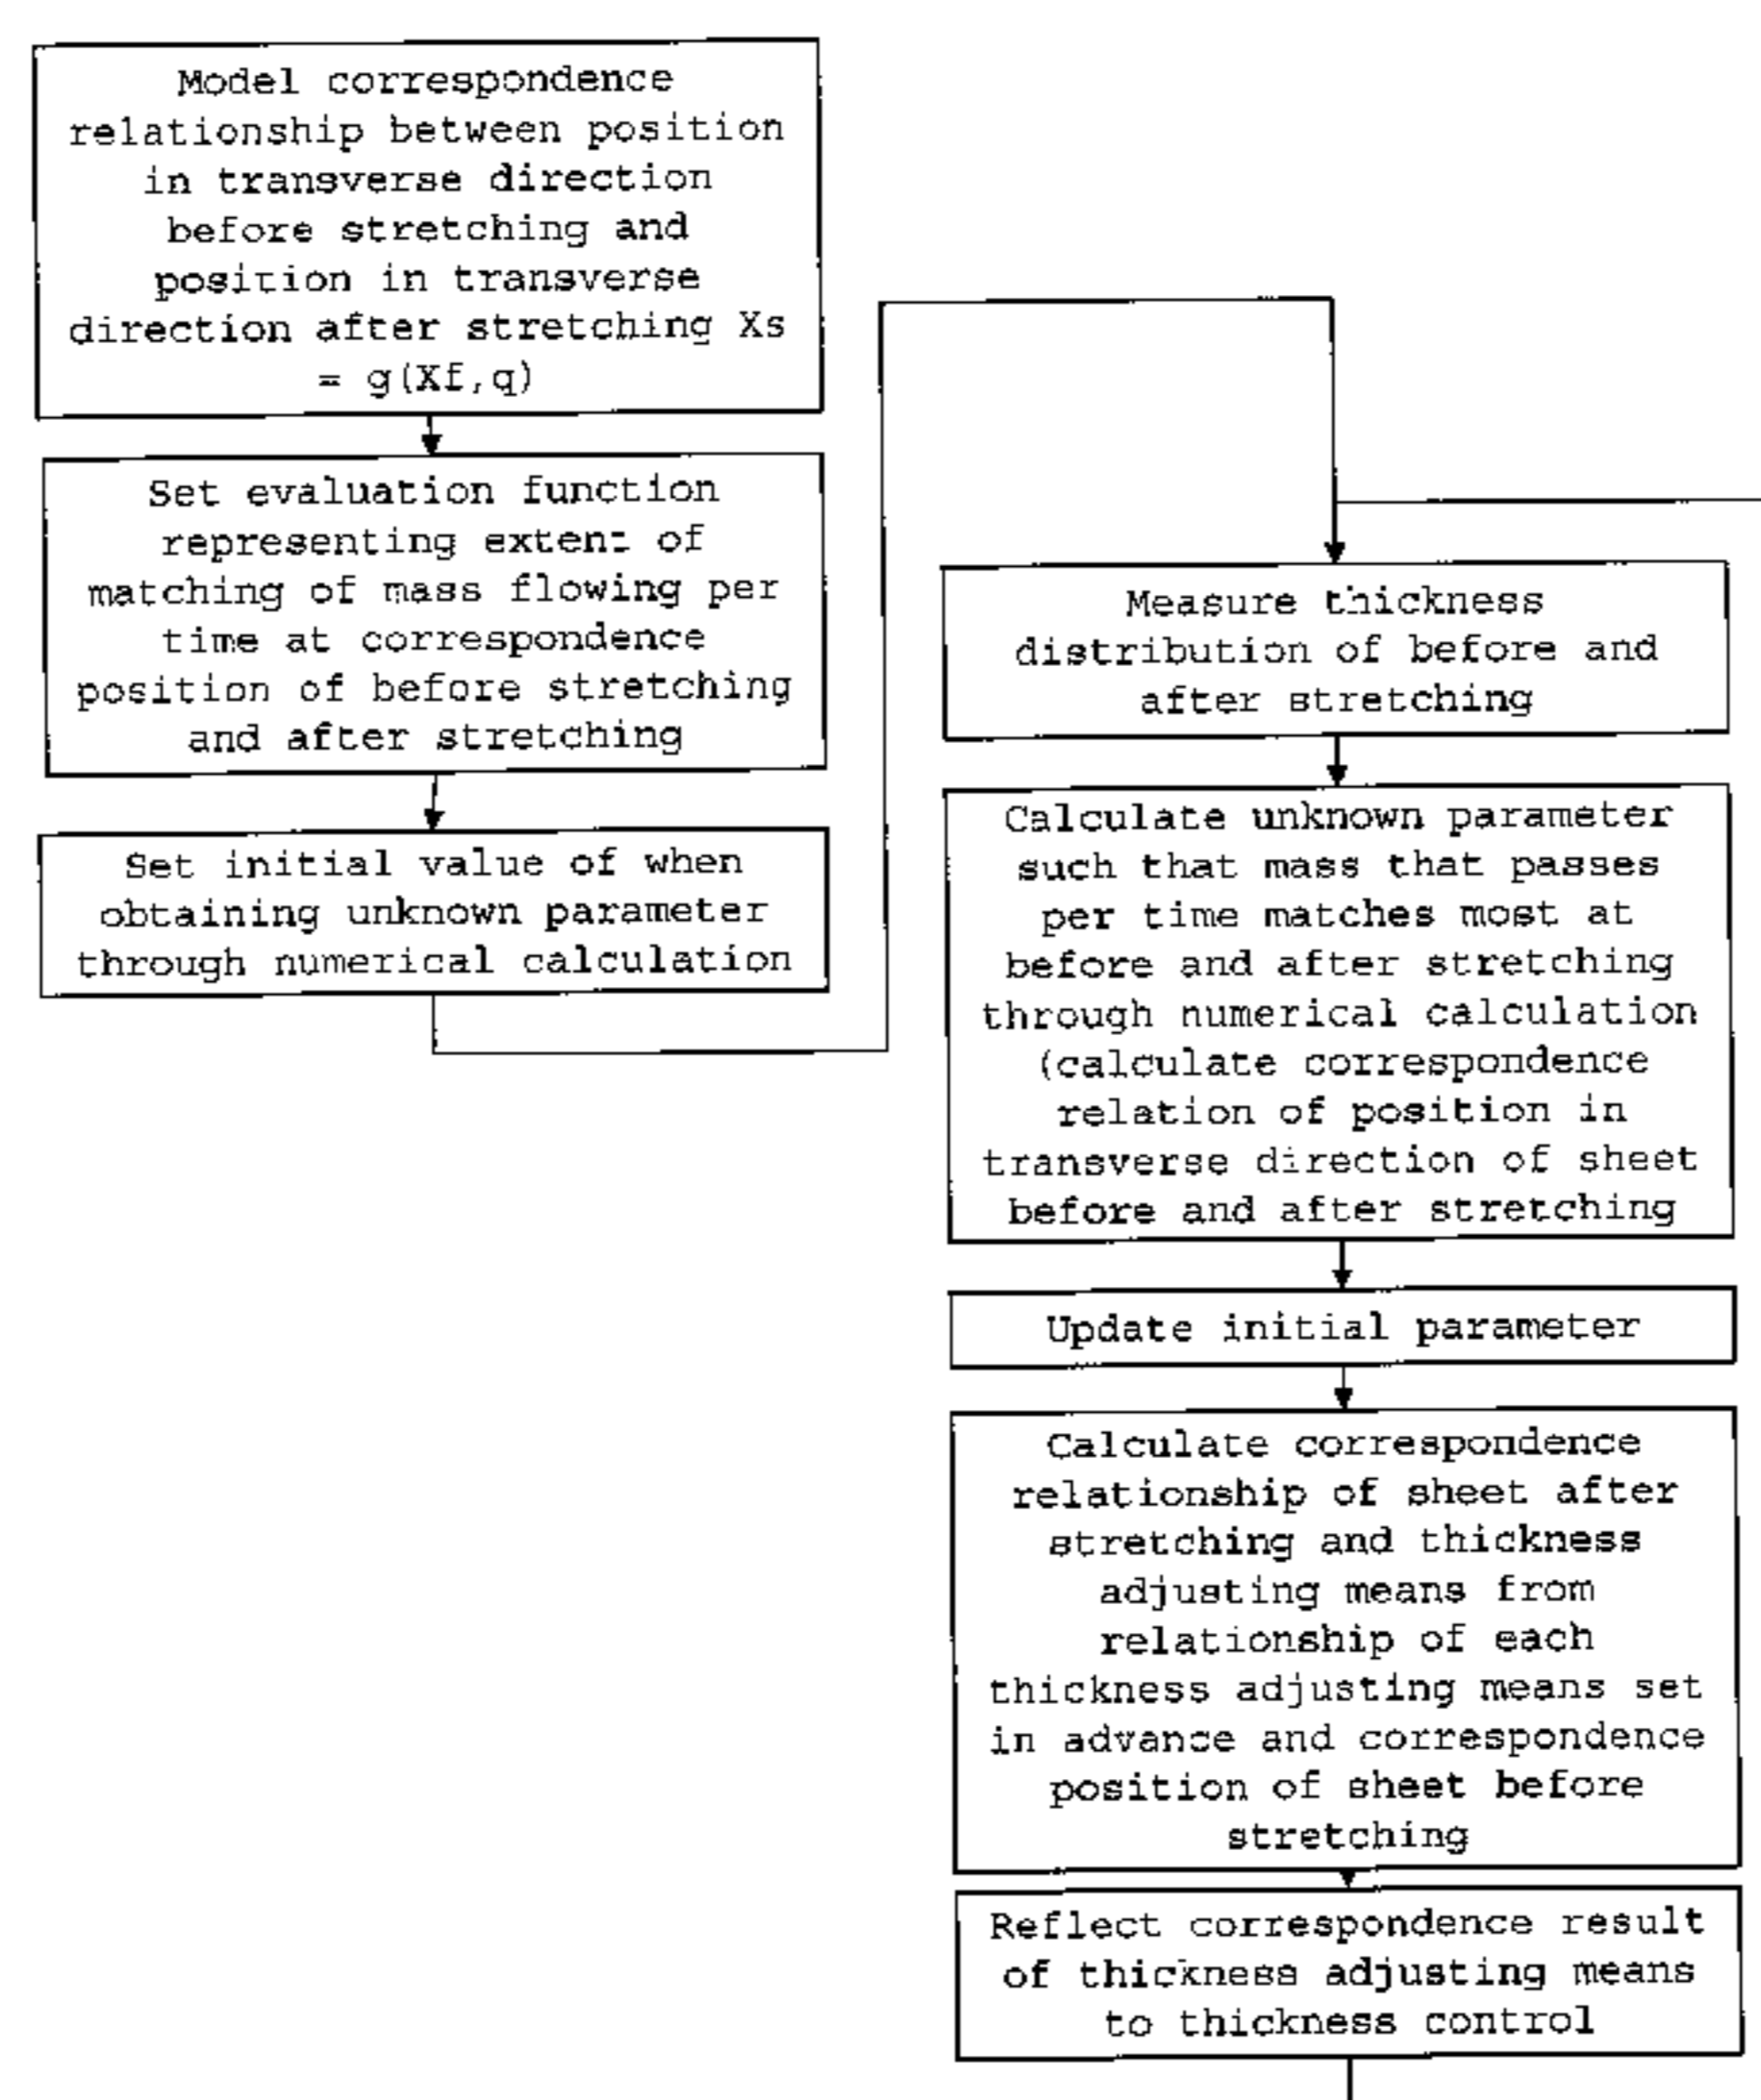 Model correspondence
relationship between position
in transverse direction
before stretching and
position in transverse
direction after stretching Xs
= g(Xf,q)
Set evaluation function
representing extent of
matching of mass flowing per
time at correspondence
position of before stretching
and after stretching
Set initial value of when
obtaining unknown parameter
through numerical calculation
Measure thickness
distribution of before and
after stretching
Calculate unknown parameter
such that mass that passes
per time matches most at
before and after stretching
through numerical calculation
(calculate correspondence
relation of position in
transverse direction of sheet
before and after stretching
Update initial parameter
Calculate correspondence
relationship of sheet after
stretching and thickness
adjusting means from
relationship of each
thickness adjusting means set
in advance and correspondence
position of sheet before
stretching
Reflect correspondence result
of thickness adjusting means
to thickness control